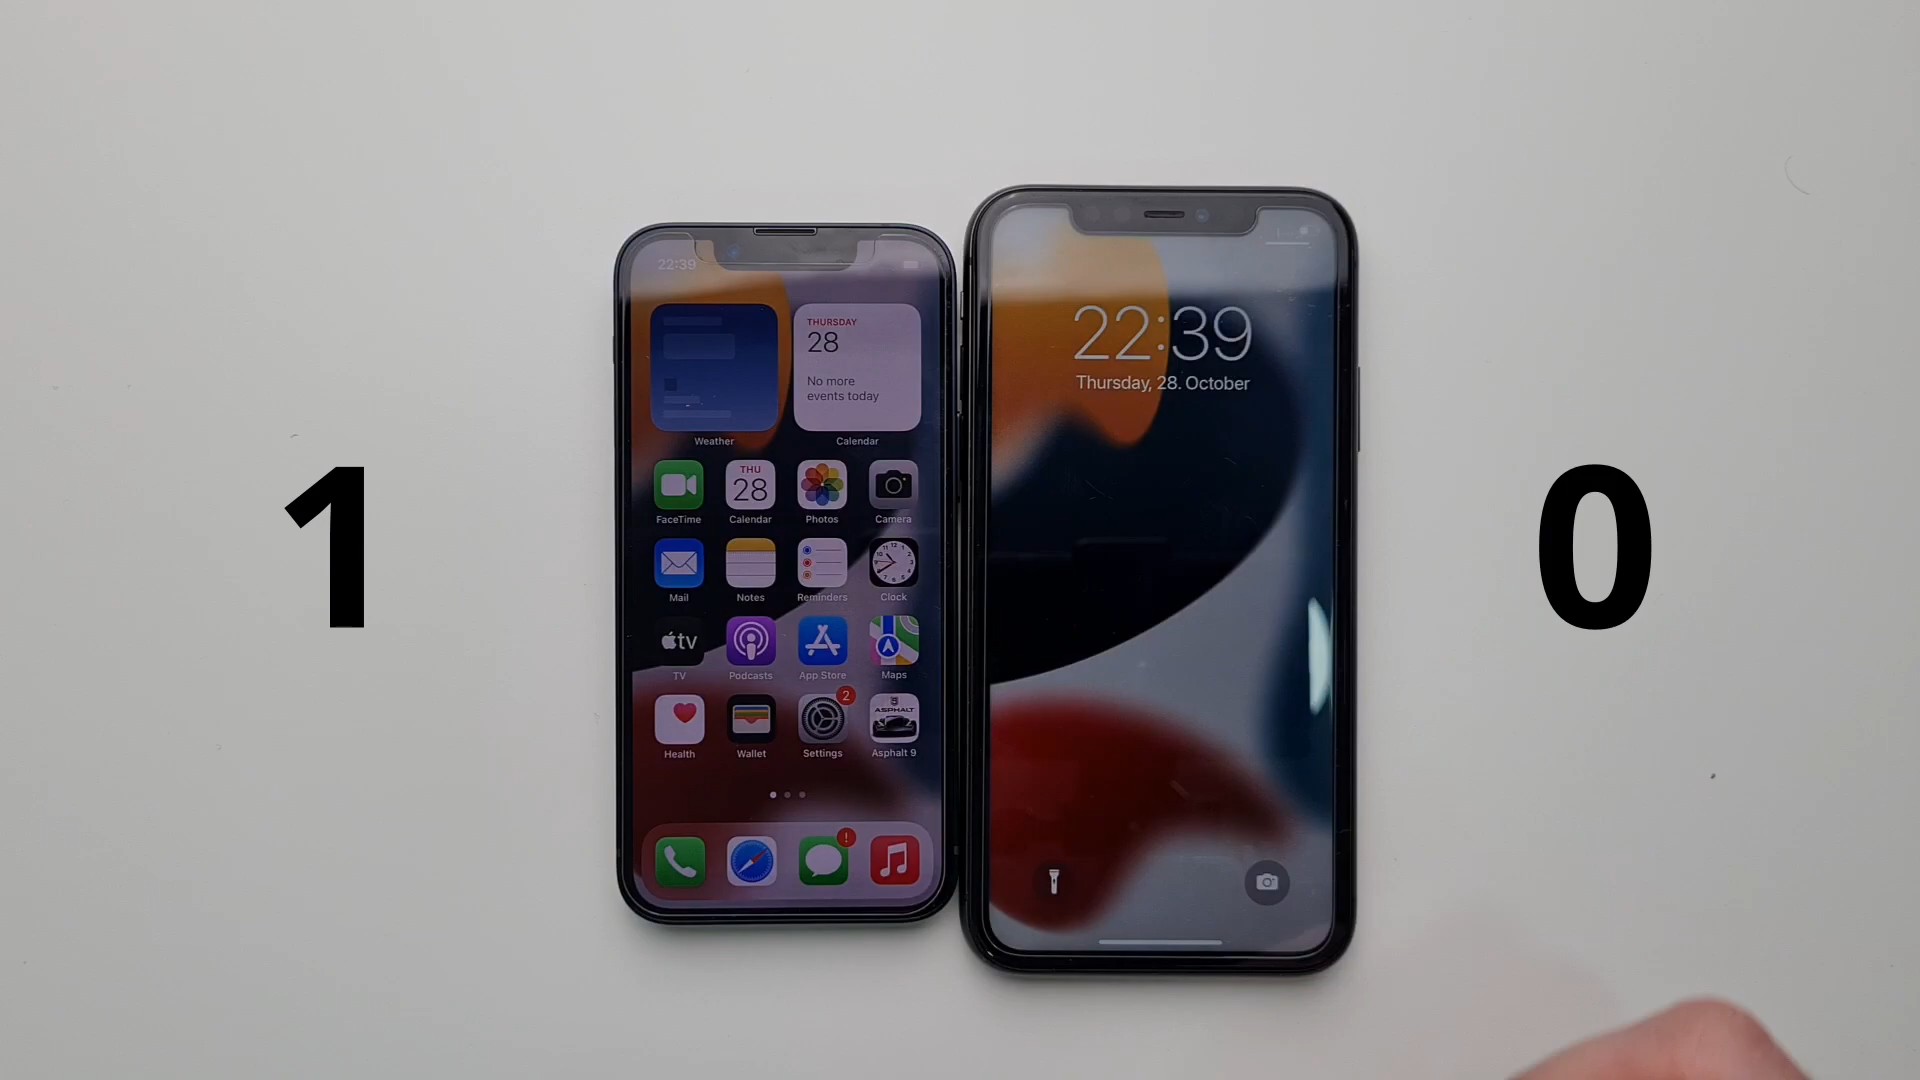 1
22:39
THURSDAY
28
No more
events today
Weather
Calendar
THU
28
FaceTime
Calendar
Photos
Camera
Mail
Notes
Reminders
Clock
tv
TV
Podcasts
App Store
Maps
2
ASPHALT
Health
Wallet
Settings
Asphalt 9
!
22:39
Thursday, 28. October
0